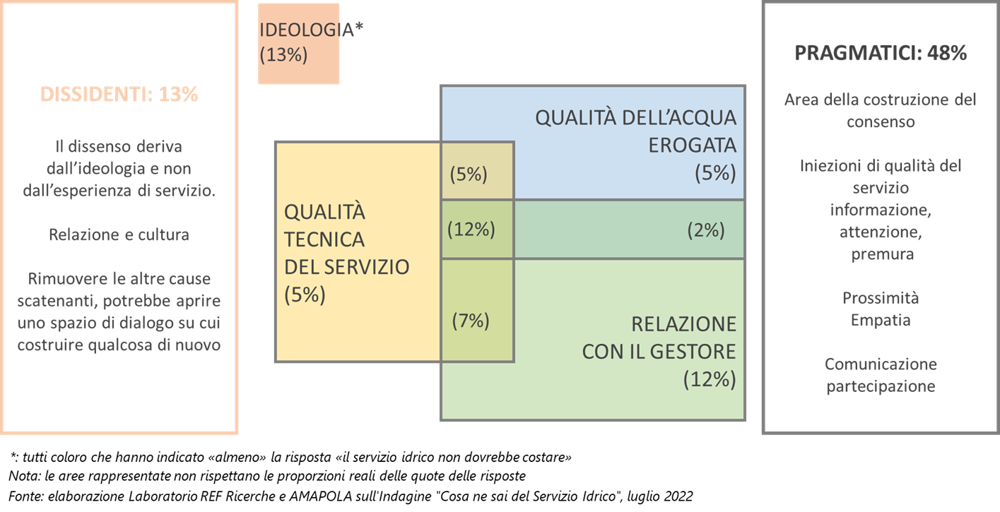 DISSIDENTI: 13%
Il dissenso deriva
dall’ideologia e non
dall’esperienza di servizio.
Relazione e cultura
Rimuovere le altre cause
scatenanti, potrebbe aprire
uno spazio di dialogo su cui
costruire qualcosa di nuovo
IDEOLOGIA*
(13%)
QUALITÀ DELL’ACQUA
EROGATA
(5%)
(5%)
QUALITÀ
TECNICA
DEL SERVIZIO
(5%)
(12%)
(2%)
(7%)
RELAZIONE
CON IL GESTORE
(12%)
PRAGMATICI: 48%
Area della costruzione del
consenso
Iniezioni di qualità del
servizio
informazione,
attenzione,
premura
Prossimità
Empatia
Comunicazione
partecipazione
*: tutti coloro che hanno indicato «almeno» la risposta «il servizio idrico non dovrebbe costare»
Nota: le aree rappresentate non rispettano le proporzioni reali delle quote delle risposte
Fonte: elaborazione Laboratorio REF Ricerche e AMAPOLA sull'Indagine "Cosa ne sai del Servizio Idrico", luglio 2022